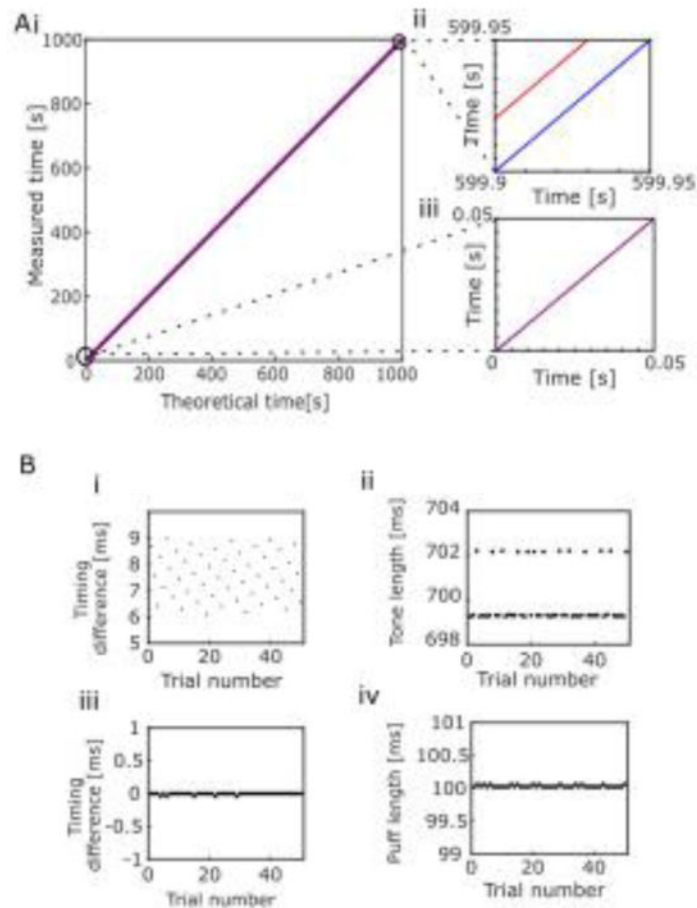 Ai
ii
1000
800
600
400
200
0
Measured time [s]
0 200 400 600 800 1000
Theoretical time[s]
599.95
Time [s]
599.9 599.95
Time [s]
iii
0.05
Time [s]
0 0.05
Time [s]
B
i
9
8
7
6
5
Timing
difference [ms]
0 20 40
Trial number
ii
704
702
700
698
Tone length [ms]
0 20 40
Trial number
iii
1
0.5
0
-0.5
-1
Timing
difference [ms]
0 20 40
Trial number
iv
101
100.5
100
99.5
99
Puff length [ms]
0 20 40
Trial number